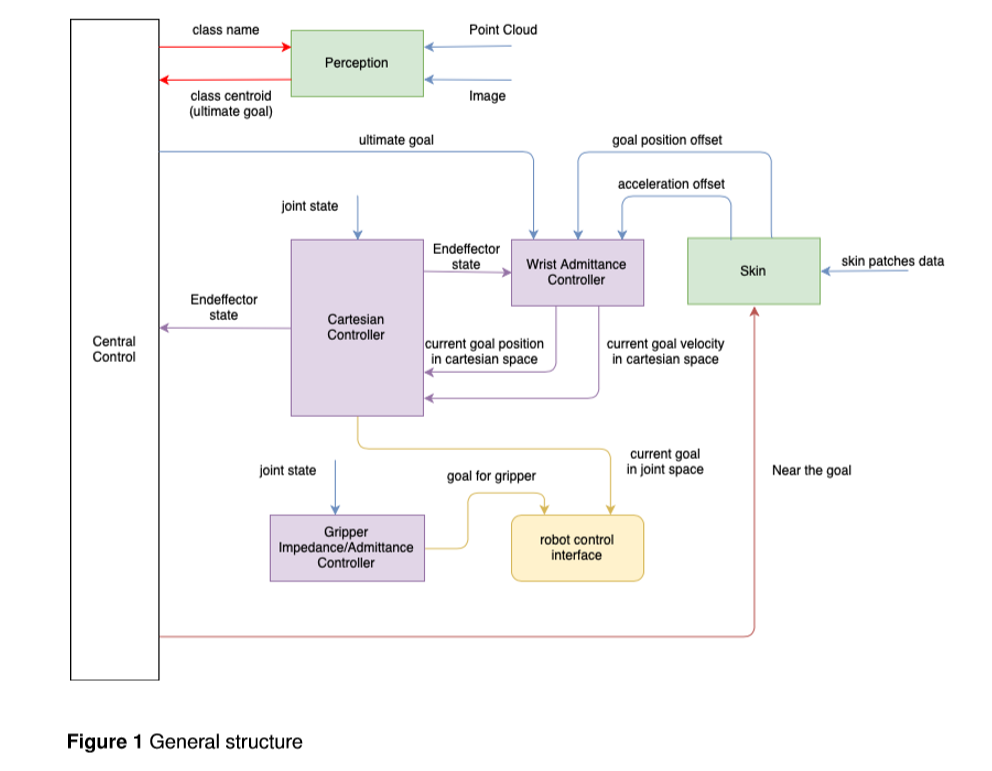 class name
Point Cloud
Perception
class centroid
(ultimate goal)
Image
ultimate goal
goal position offset
acceleration offset
joint state
Endeffector
state
Wrist Admittance
Controller
Skin
skin patches data
Endeffector
state
Cartesian
Controller
Central
Control
current goal position
in cartesian space
current goal velocity
in cartesian space
current goal
in joint space
joint state
goal for gripper
Near the goal
Gripper
Impedance/Admittance
Controller
robot control
interface
Figure 1 General structure